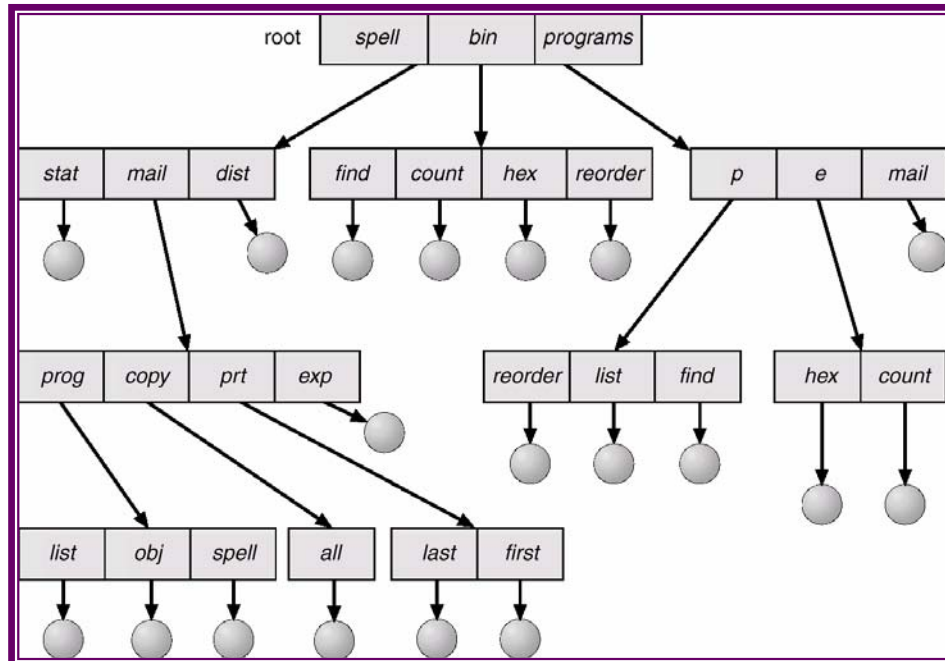 root spell bin programs
stat mail dist find count hex reorder p e mail
prog copy prt exp reorder list find hex count
list obj spell all last first